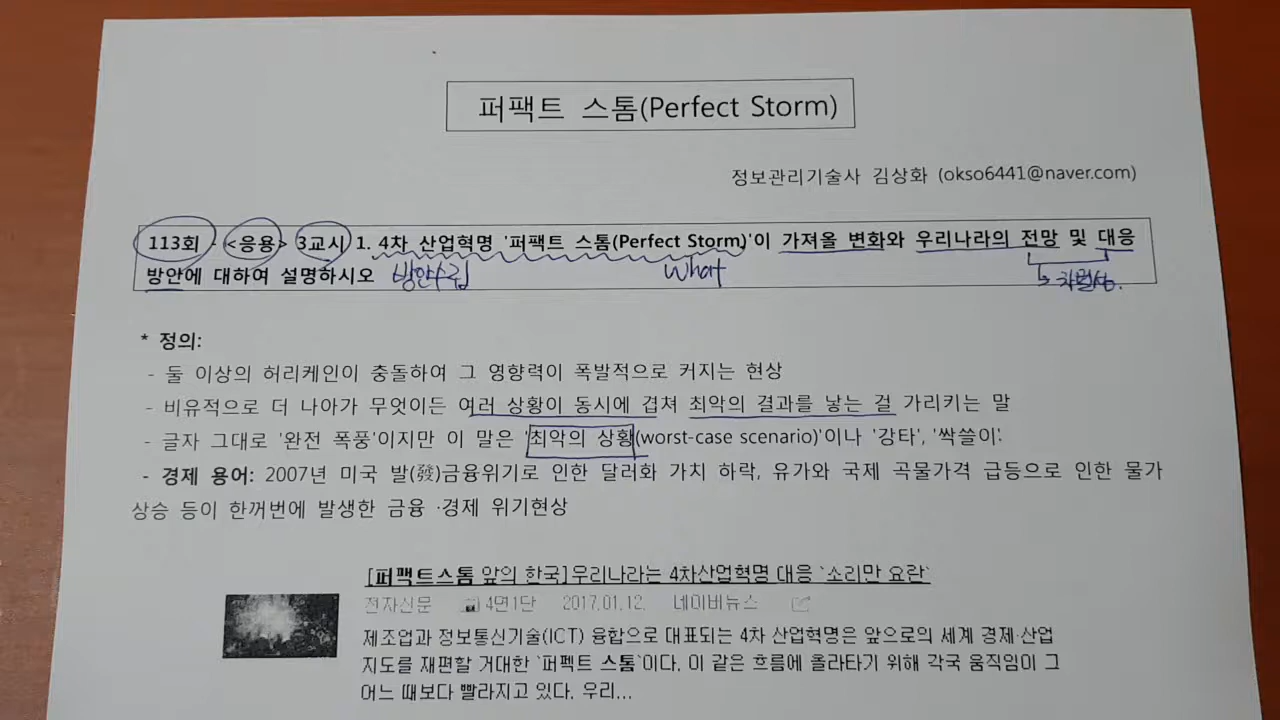 퍼팩트 스톰(Perfect Storm)
정보관리기술사 김상화 (okso6441@naver.com)
113회 - <응용> 3교시 1. 4차 산업혁명 '퍼팩트 스톰(Perfect Storm)'이 가져올 변화와 우리나라의 전망 및 대응
방안에 대하여 설명하시오 방안수립 What
* 정의:
- 둘 이상의 허리케인이 충돌하여 그 영향력이 폭발적으로 커지는 현상
- 비유적으로 더 나아가 무엇이든 여러 상황이 동시에 겹쳐 최악의 결과를 낳는 걸 가리키는 말
- 글자 그대로 '완전 폭풍'이지만 이 말은 '최악의 상황(worst-case scenario)'이나 '강타', '싹쓸이'.
- 경제 용어: 2007년 미국 발(發)금융위기로 인한 달러화 가치 하락, 유가와 국제 곡물가격 급등으로 인한 물가
상승 등이 한꺼번에 발생한 금융 ·경제 위기현상
[퍼팩트스톰 앞의 한국]우리나라는 4차산업혁명 대응 `소리만 요란`
전자신문 4면1단 2017.01.12. 네이버뉴스
제조업과 정보통신기술(ICT) 융합으로 대표되는 4차 산업혁명은 앞으로의 세계 경제·산업
지도를 재편할 거대한 `퍼펙트 스톰`이다. 이 같은 흐름에 올라타기 위해 각국 움직임이 그
어느 때보다 빨라지고 있다. 우리...